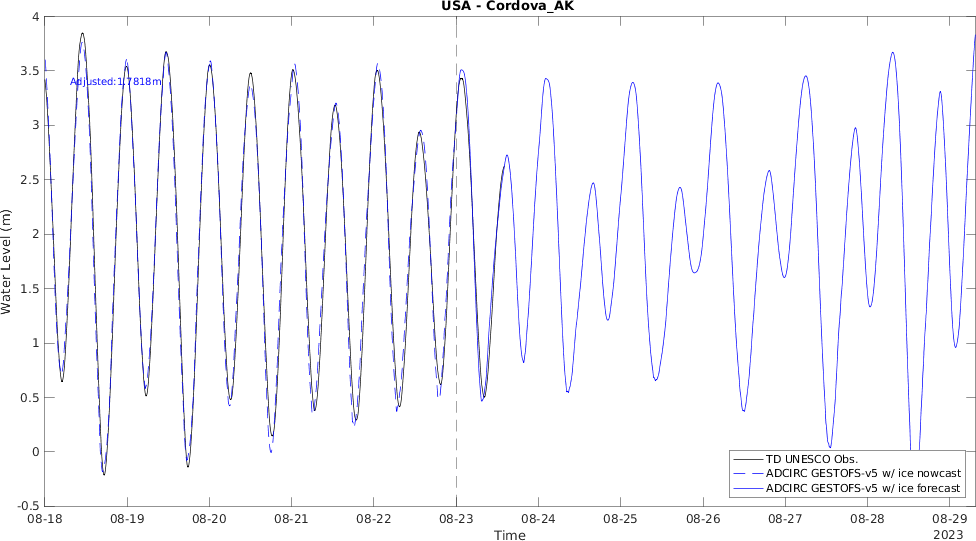 USA - Cordova_AK
4
3.5
3
2.5
2
1.5
1
0.5
0
-0.5
Water Level (m)
Adjusted:1.7818m
TD UNESCO Obs.
ADCIRC GESTOFS-v5 w/ ice nowcast
ADCIRC GESTOFS-v5 w/ ice forecast
08-18 08-19 08-20 08-21 08-22 08-23 08-24 08-25 08-26 08-27 08-28 08-29
Time
2023